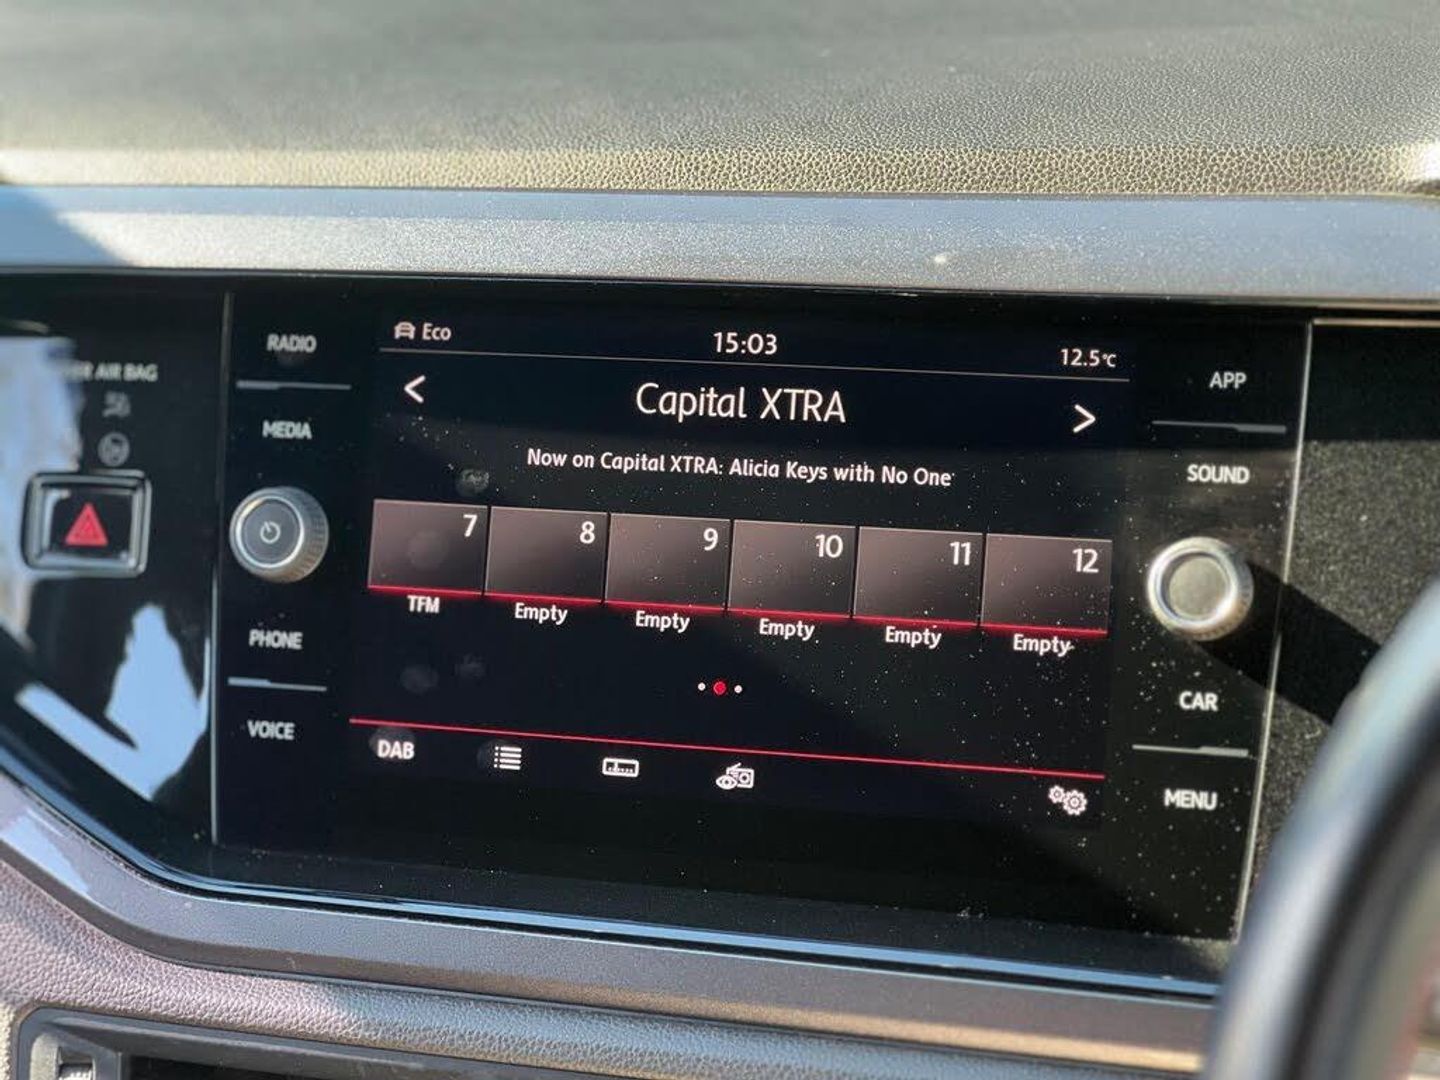 Eco 15:03 12.5°C
RADIO
MEDIA
PHONE
VOICE
AIR BAG
< Capital XTRA >
Now on Capital XTRA: Alicia Keys with No One
7 8 9 10 11 12
TFM Empty Empty Empty Empty Empty
DAB
APP
SOUND
CAR
MENU